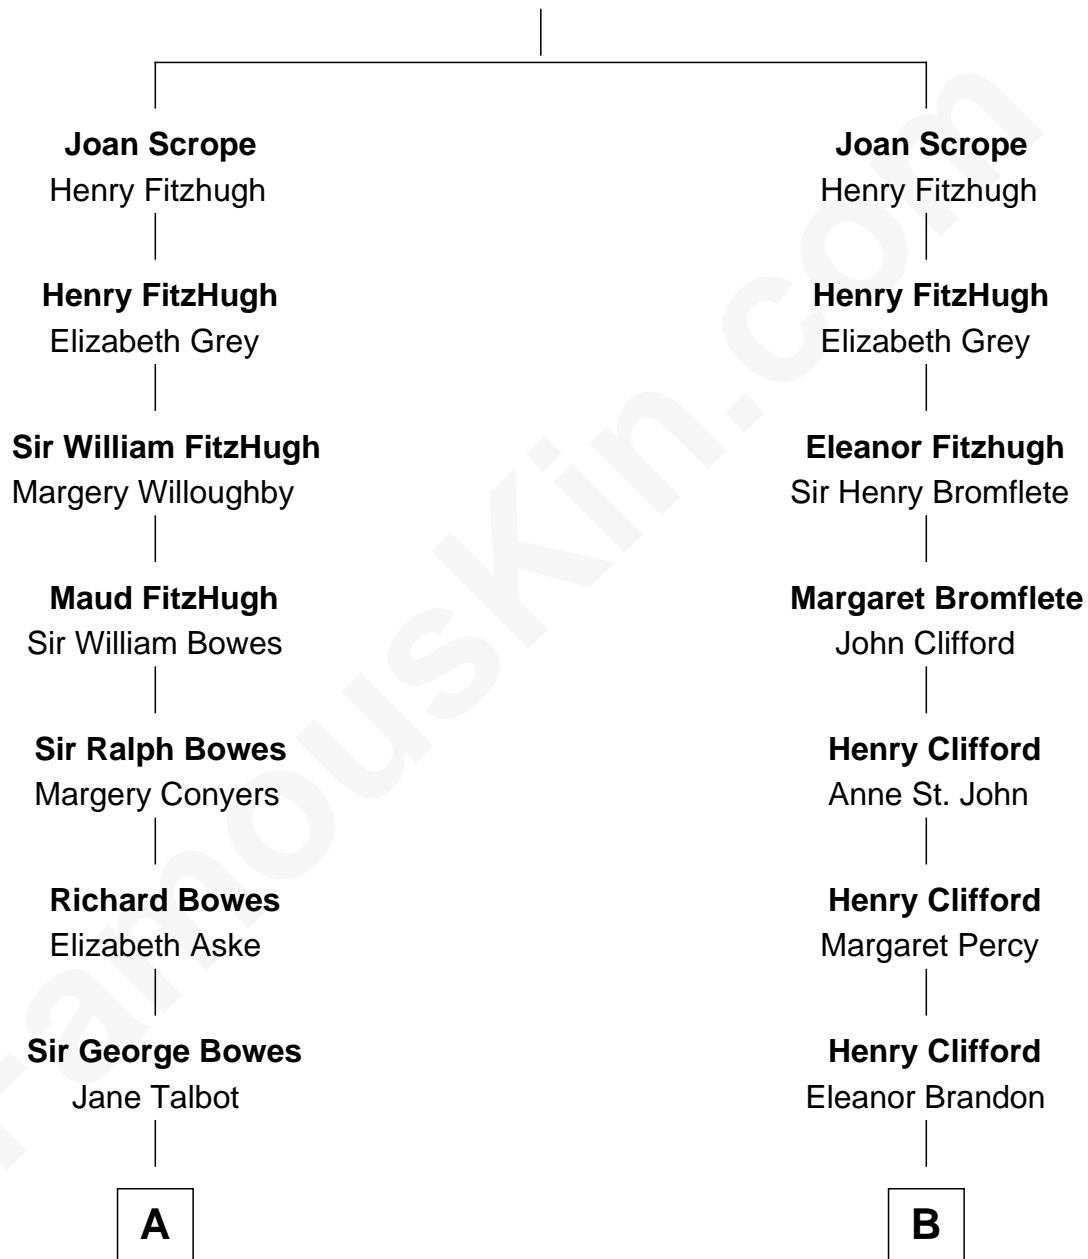 Joan Scrope
Henry Fitzhugh
Henry FitzHugh
Elizabeth Grey
Sir William FitzHugh
Margery Willoughby
Maud FitzHugh
Sir William Bowes
Sir Ralph Bowes
Margery Conyers
Richard Bowes
Elizabeth Aske
Sir George Bowes
Jane Talbot
A
Joan Scrope
Henry Fitzhugh
Henry FitzHugh
Elizabeth Grey
Eleanor Fitzhugh
Sir Henry Bromflete
Margaret Bromflete
John Clifford
Henry Clifford
Anne St. John
Henry Clifford
Margaret Percy
Henry Clifford
Eleanor Brandon
B
FamousKin.com